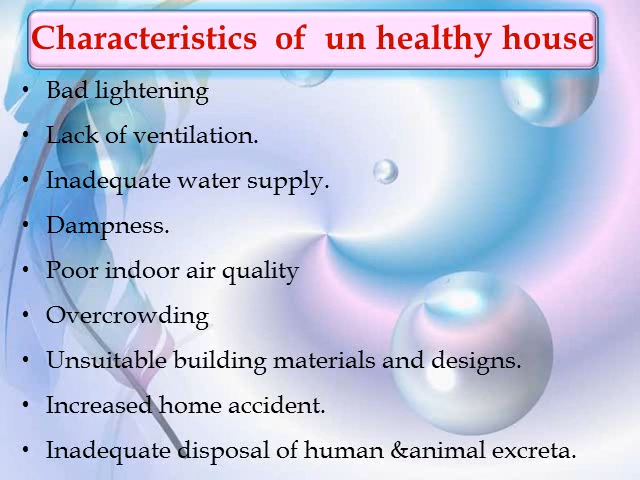 Characteristics of un healthy house
• Bad lightening
• Lack of ventilation.
• Inadequate water supply.
• Dampness.
• Poor indoor air quality
• Overcrowding
• Unsuitable building materials and designs.
• Increased home accident.
• Inadequate disposal of human &animal excreta.